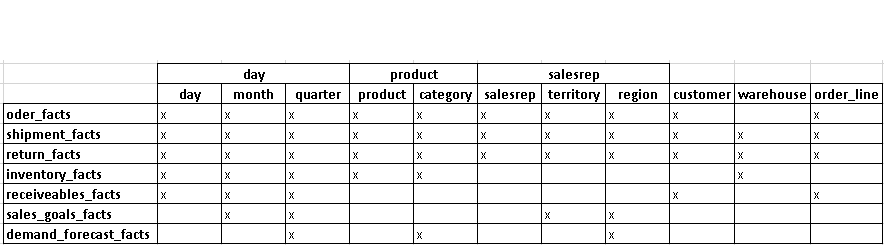 day product salesrep
day month quarter product category salesrep territory region customer warehouse order_line
oder_facts x x x x x x x x x x
shipment_facts x x x x x x x x x x x
return_facts x x x x x x x x x x x
inventory_facts x x x x x x
receiveables_facts x x x x x
sales_goals_facts x x x x
demand_forecast_facts x x x